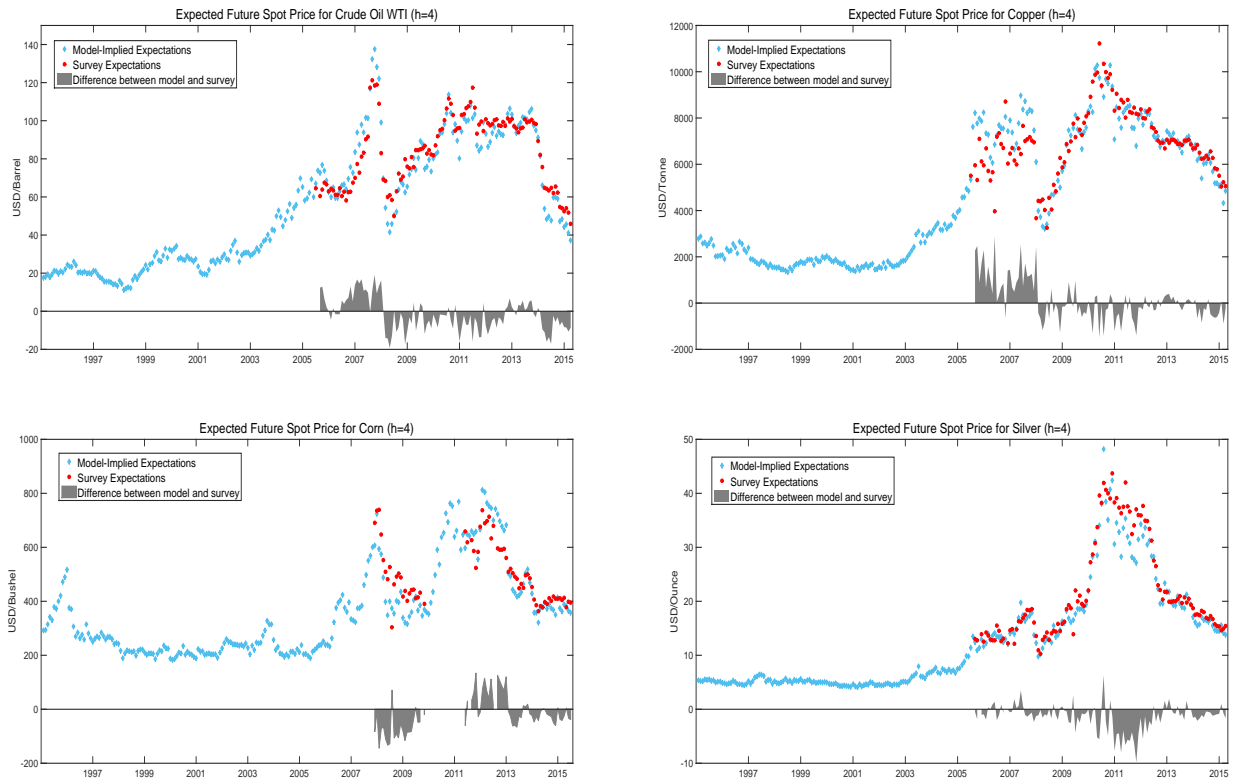 Expected Future Spot Price for Crude Oil WTI (h=4)
USD/Barrel
140
120
100
80
60
40
20
0
-20
Model-Implied Expectations
Survey Expectations
Difference between model and survey
1997 1999 2001 2003 2005 2007 2009 2011 2013 2015
Expected Future Spot Price for Copper (h=4)
USD/Tonne
12000
10000
8000
6000
4000
2000
0
-2000
Model-Implied Expectations
Survey Expectations
Difference between model and survey
1997 1999 2001 2003 2005 2007 2009 2011 2013 2015
Expected Future Spot Price for Corn (h=4)
USD/Bushel
1000
800
600
400
200
0
-200
Model-Implied Expectations
Survey Expectations
Difference between model and survey
1997 1999 2001 2003 2005 2007 2009 2011 2013 2015
Expected Future Spot Price for Silver (h=4)
USD/Ounce
50
40
30
20
10
0
-10
Model-Implied Expectations
Survey Expectations
Difference between model and survey
1997 1999 2001 2003 2005 2007 2009 2011 2013 2015